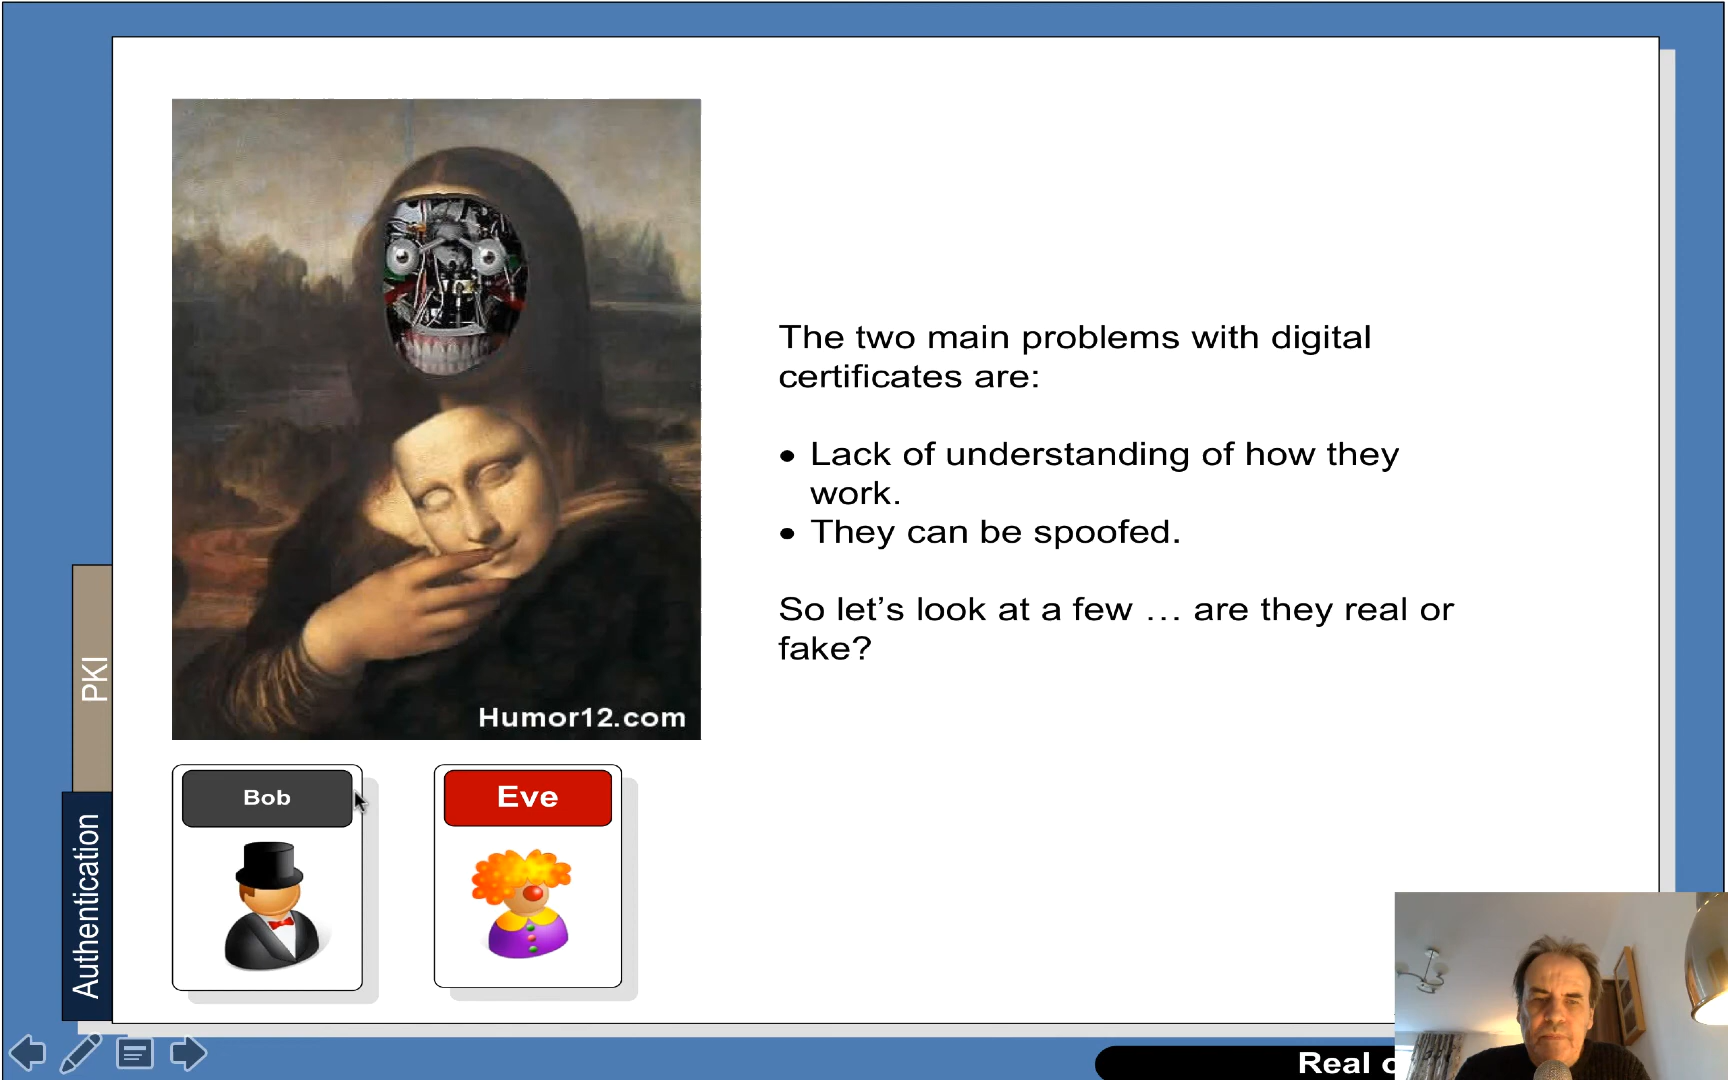 The two main problems with digital
certificates are:
• Lack of understanding of how they
work.
• They can be spoofed.
So let's look at a few … are they real or
fake?
Humor12.com
Bob
Eve
PKI
Authentication
Real